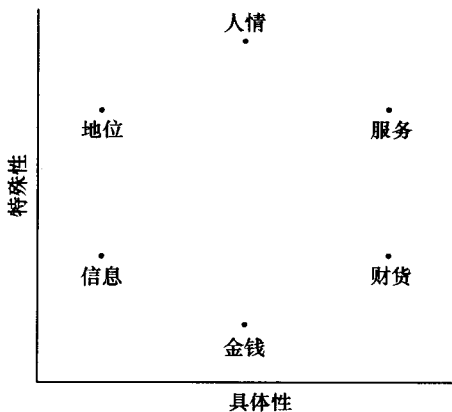 人情
地位
服务
特殊性
信息
财货
金钱
具体性